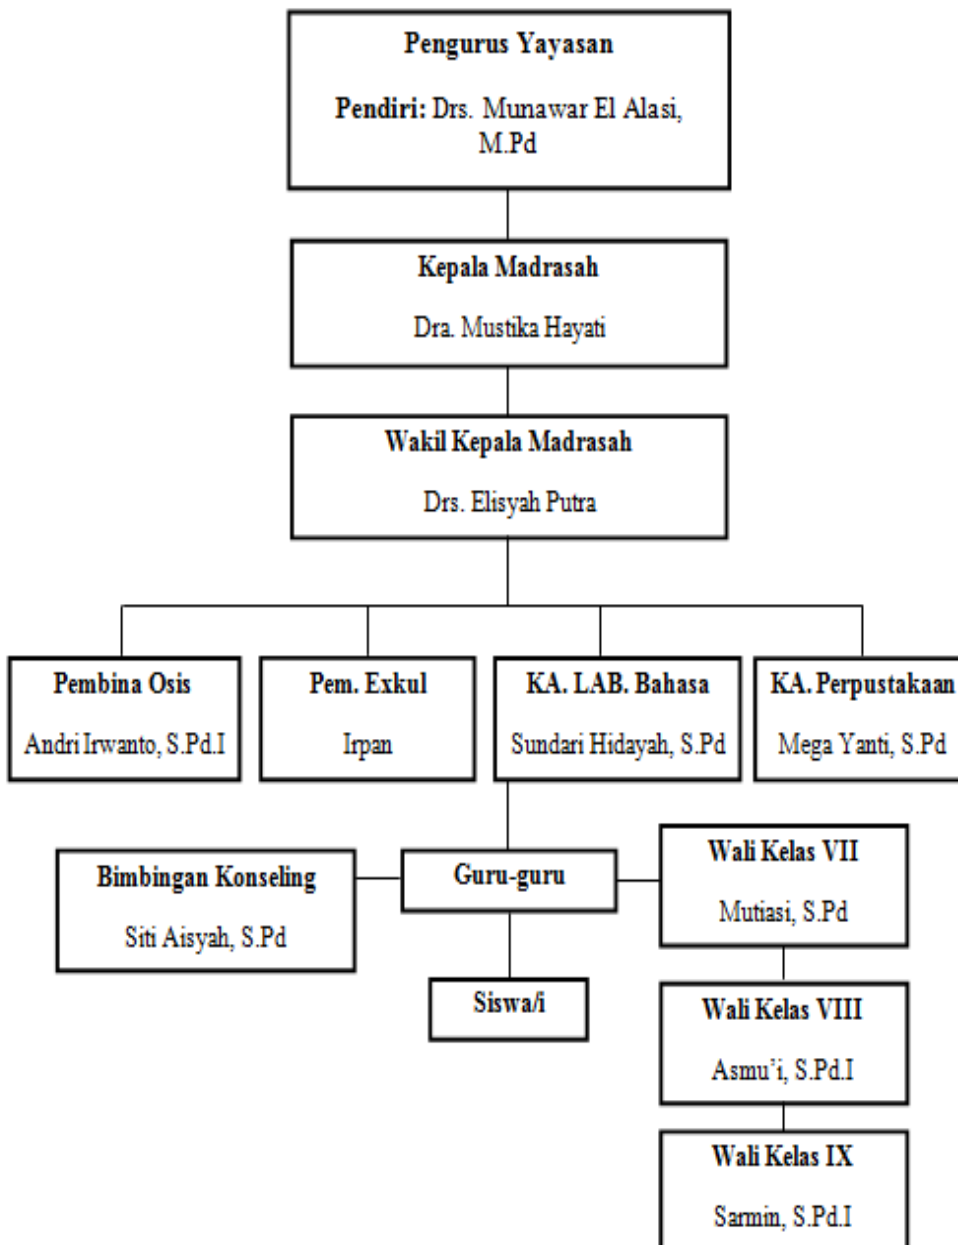 Pengurus Yayasan
Pendiri: Drs. Munawar El Alasi,
M.Pd
Kepala Madrasah
Dra. Mustika Hayati
Wakil Kepala Madrasah
Drs. Elisyah Putra
Pembina Osis
Andri Irwanto, S.Pd.I
Pem. Exkul
Irpan
KA. LAB. Bahasa
Sundari Hidayah, S.Pd
KA. Perpustakaan
Mega Yanti, S.Pd
Bimbingan Konseling
Siti Aisyah, S.Pd
Guru-guru
Wali Kelas VII
Mutiasi, S.Pd
Siswa/i
Wali Kelas VIII
Asmu’i, S.Pd.I
Wali Kelas IX
Sarmin, S.Pd.I